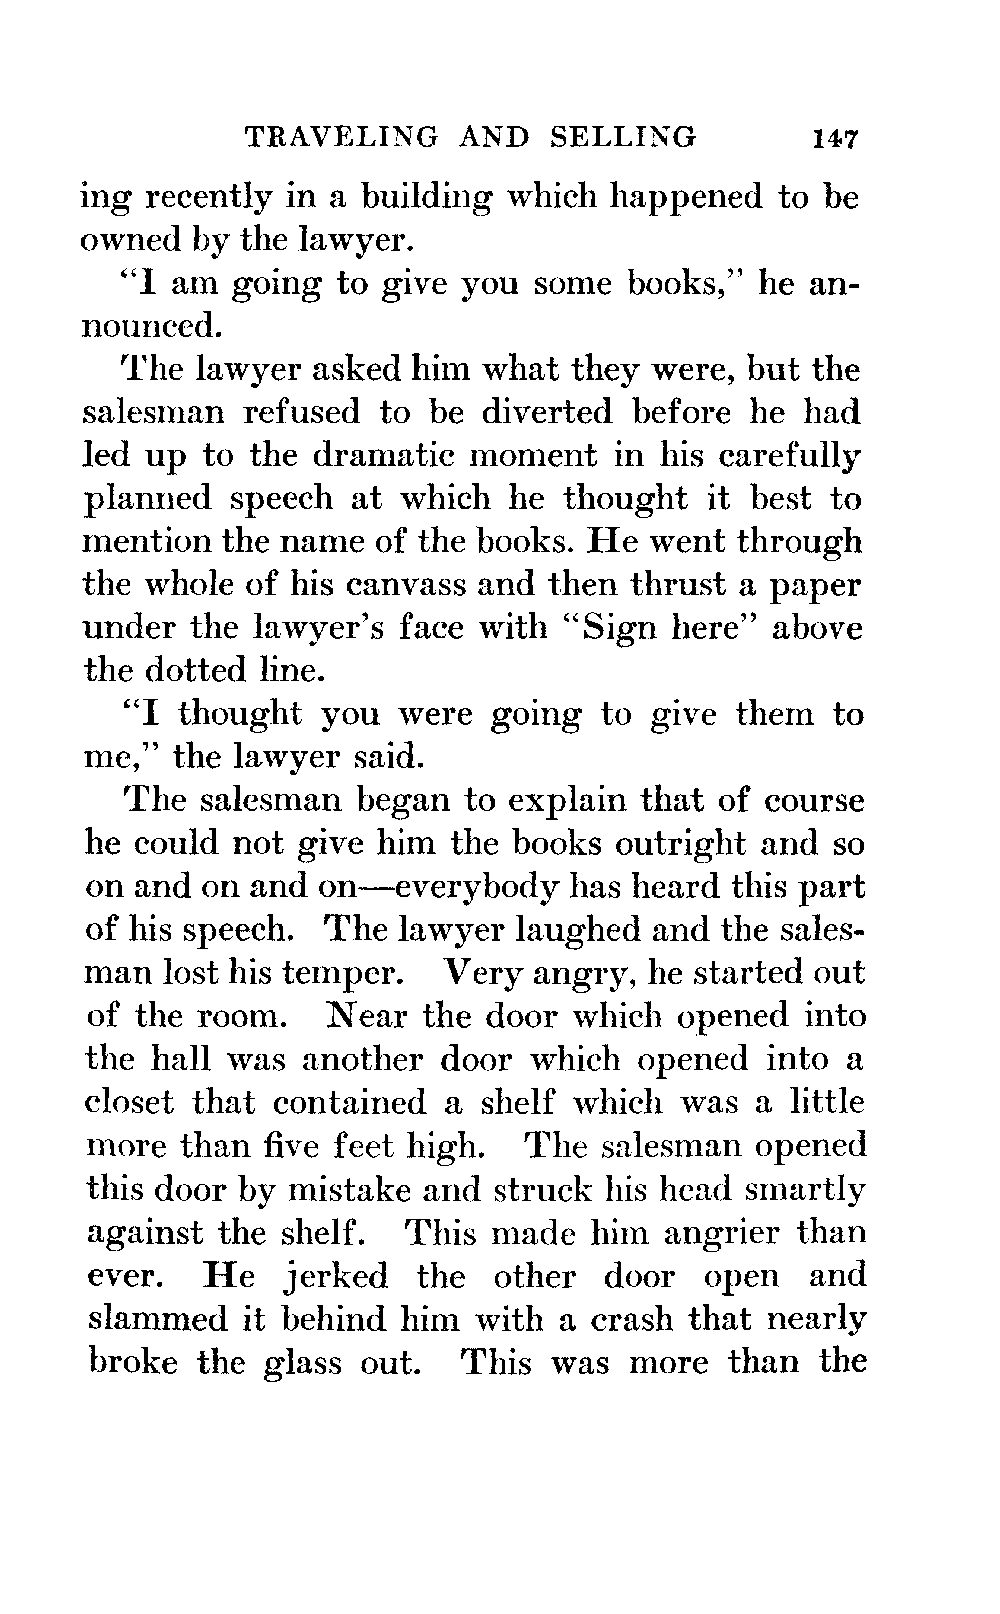 TRAVELING AND SELLING 147
ing recently in a building which happened to be
owned by the lawyer.
“I am going to give you some books,” he an-
nounced.
The lawyer asked him what they were, but the
salesman refused to be diverted before he had
led up to the dramatic moment in his carefully
planned speech at which he thought it best to
mention the name of the books. He went through
the whole of his canvass and then thrust a paper
under the lawyer’s face with “Sign here” above
the dotted line.
“I thought you were going to give them to
me,” the lawyer said.
The salesman began to explain that of course
he could not give him the books outright and so
on and on and on—everybody has heard this part
of his speech. The lawyer laughed and the sales-
man lost his temper. Very angry, he started out
of the room. Near the door which opened into
the hall was another door which opened into a
closet that contained a shelf which was a little
more than five feet high. The salesman opened
this door by mistake and struck his head smartly
against the shelf. This made him angrier than
ever. He jerked the other door open and
slammed it behind him with a crash that nearly
broke the glass out. This was more than the